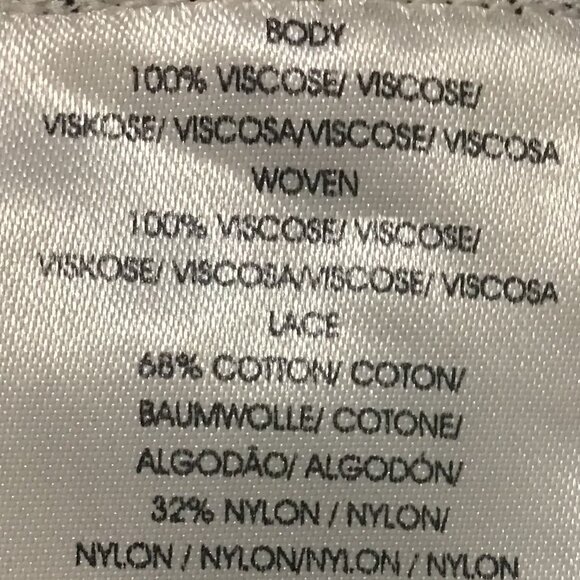 BODY
100% VISCOSE/ VISCOSE/
VISKOSE/ VISCOSA/VISCOSE/ VISCOSA
WOVEN
100% VISCOSE/ VISCOSE/
VISKOSE/ VISCOSA/VISCOSE/ VISCOSA
LACE
68% COTTON/ COTON/
BAUMWOLLE/ COTONE/
ALGODÃO/ ALGODÓN/
32% NYLON / NYLON/
NYLON / NYLON/NYLON / NYLON